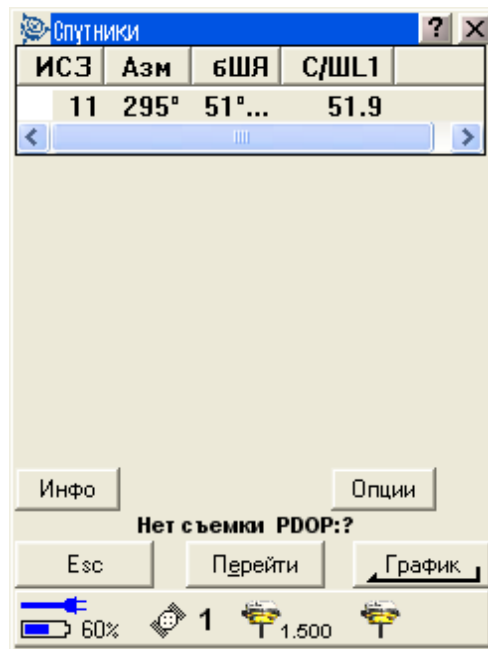 Спутники ? X
ИСЗ Азм бШЯ С/ШL1
11 295° 51°... 51.9
Инфо Опции
Нет съемки PDOP:?
Esc Перейти График
60% 1 1.500